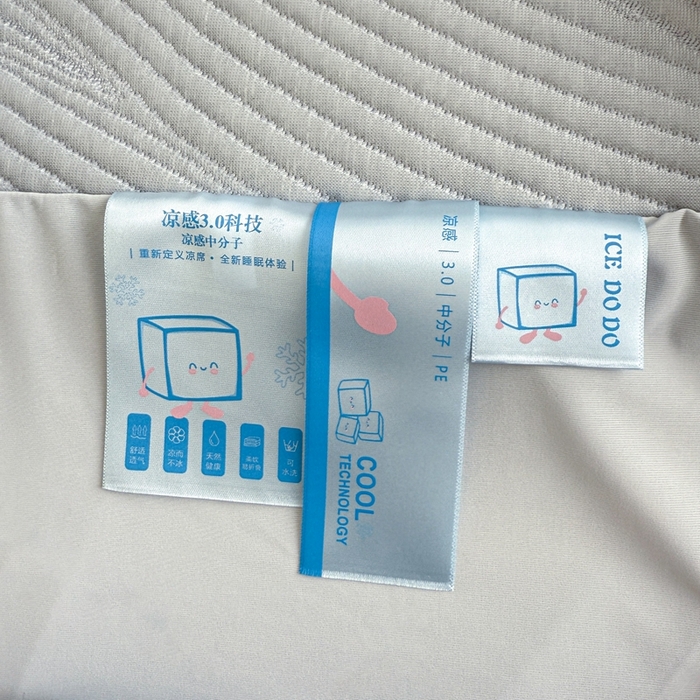 凉感3.0科技
凉感中分子
| 重新定义凉席·全新睡眠体验 |
舒适
透气
凉而
不冰
天然
健康
可
水洗
凉感 | 3.0 | 中分子 | PE
COOL
TECHNOLOGY
ICE DO DO